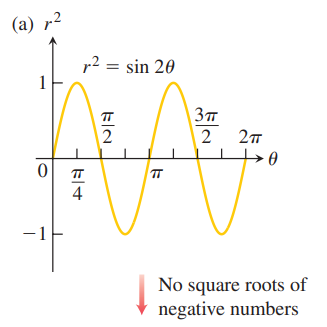 (a) r²
r² = sin 2θ
1
π/2
3π/2
2π
θ
0
π/4
π
−1
No square roots of
negative numbers